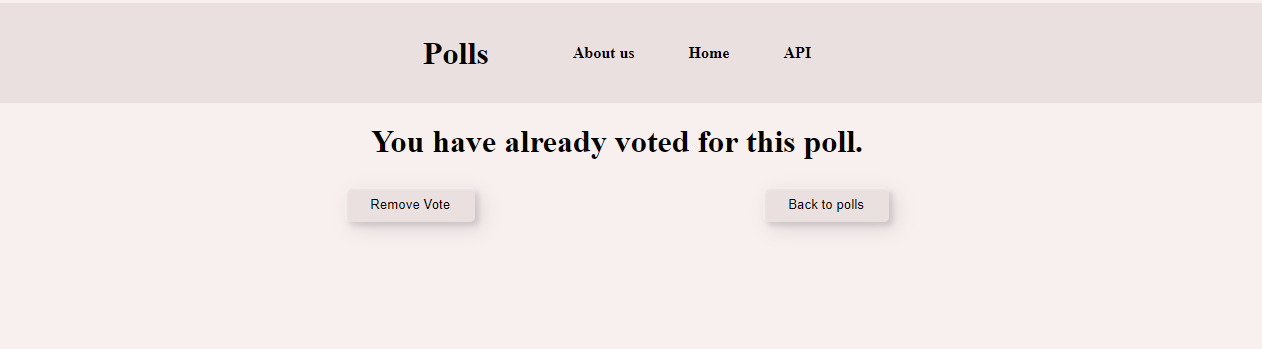 Polls About us Home API
You have already voted for this poll.
Remove Vote Back to polls